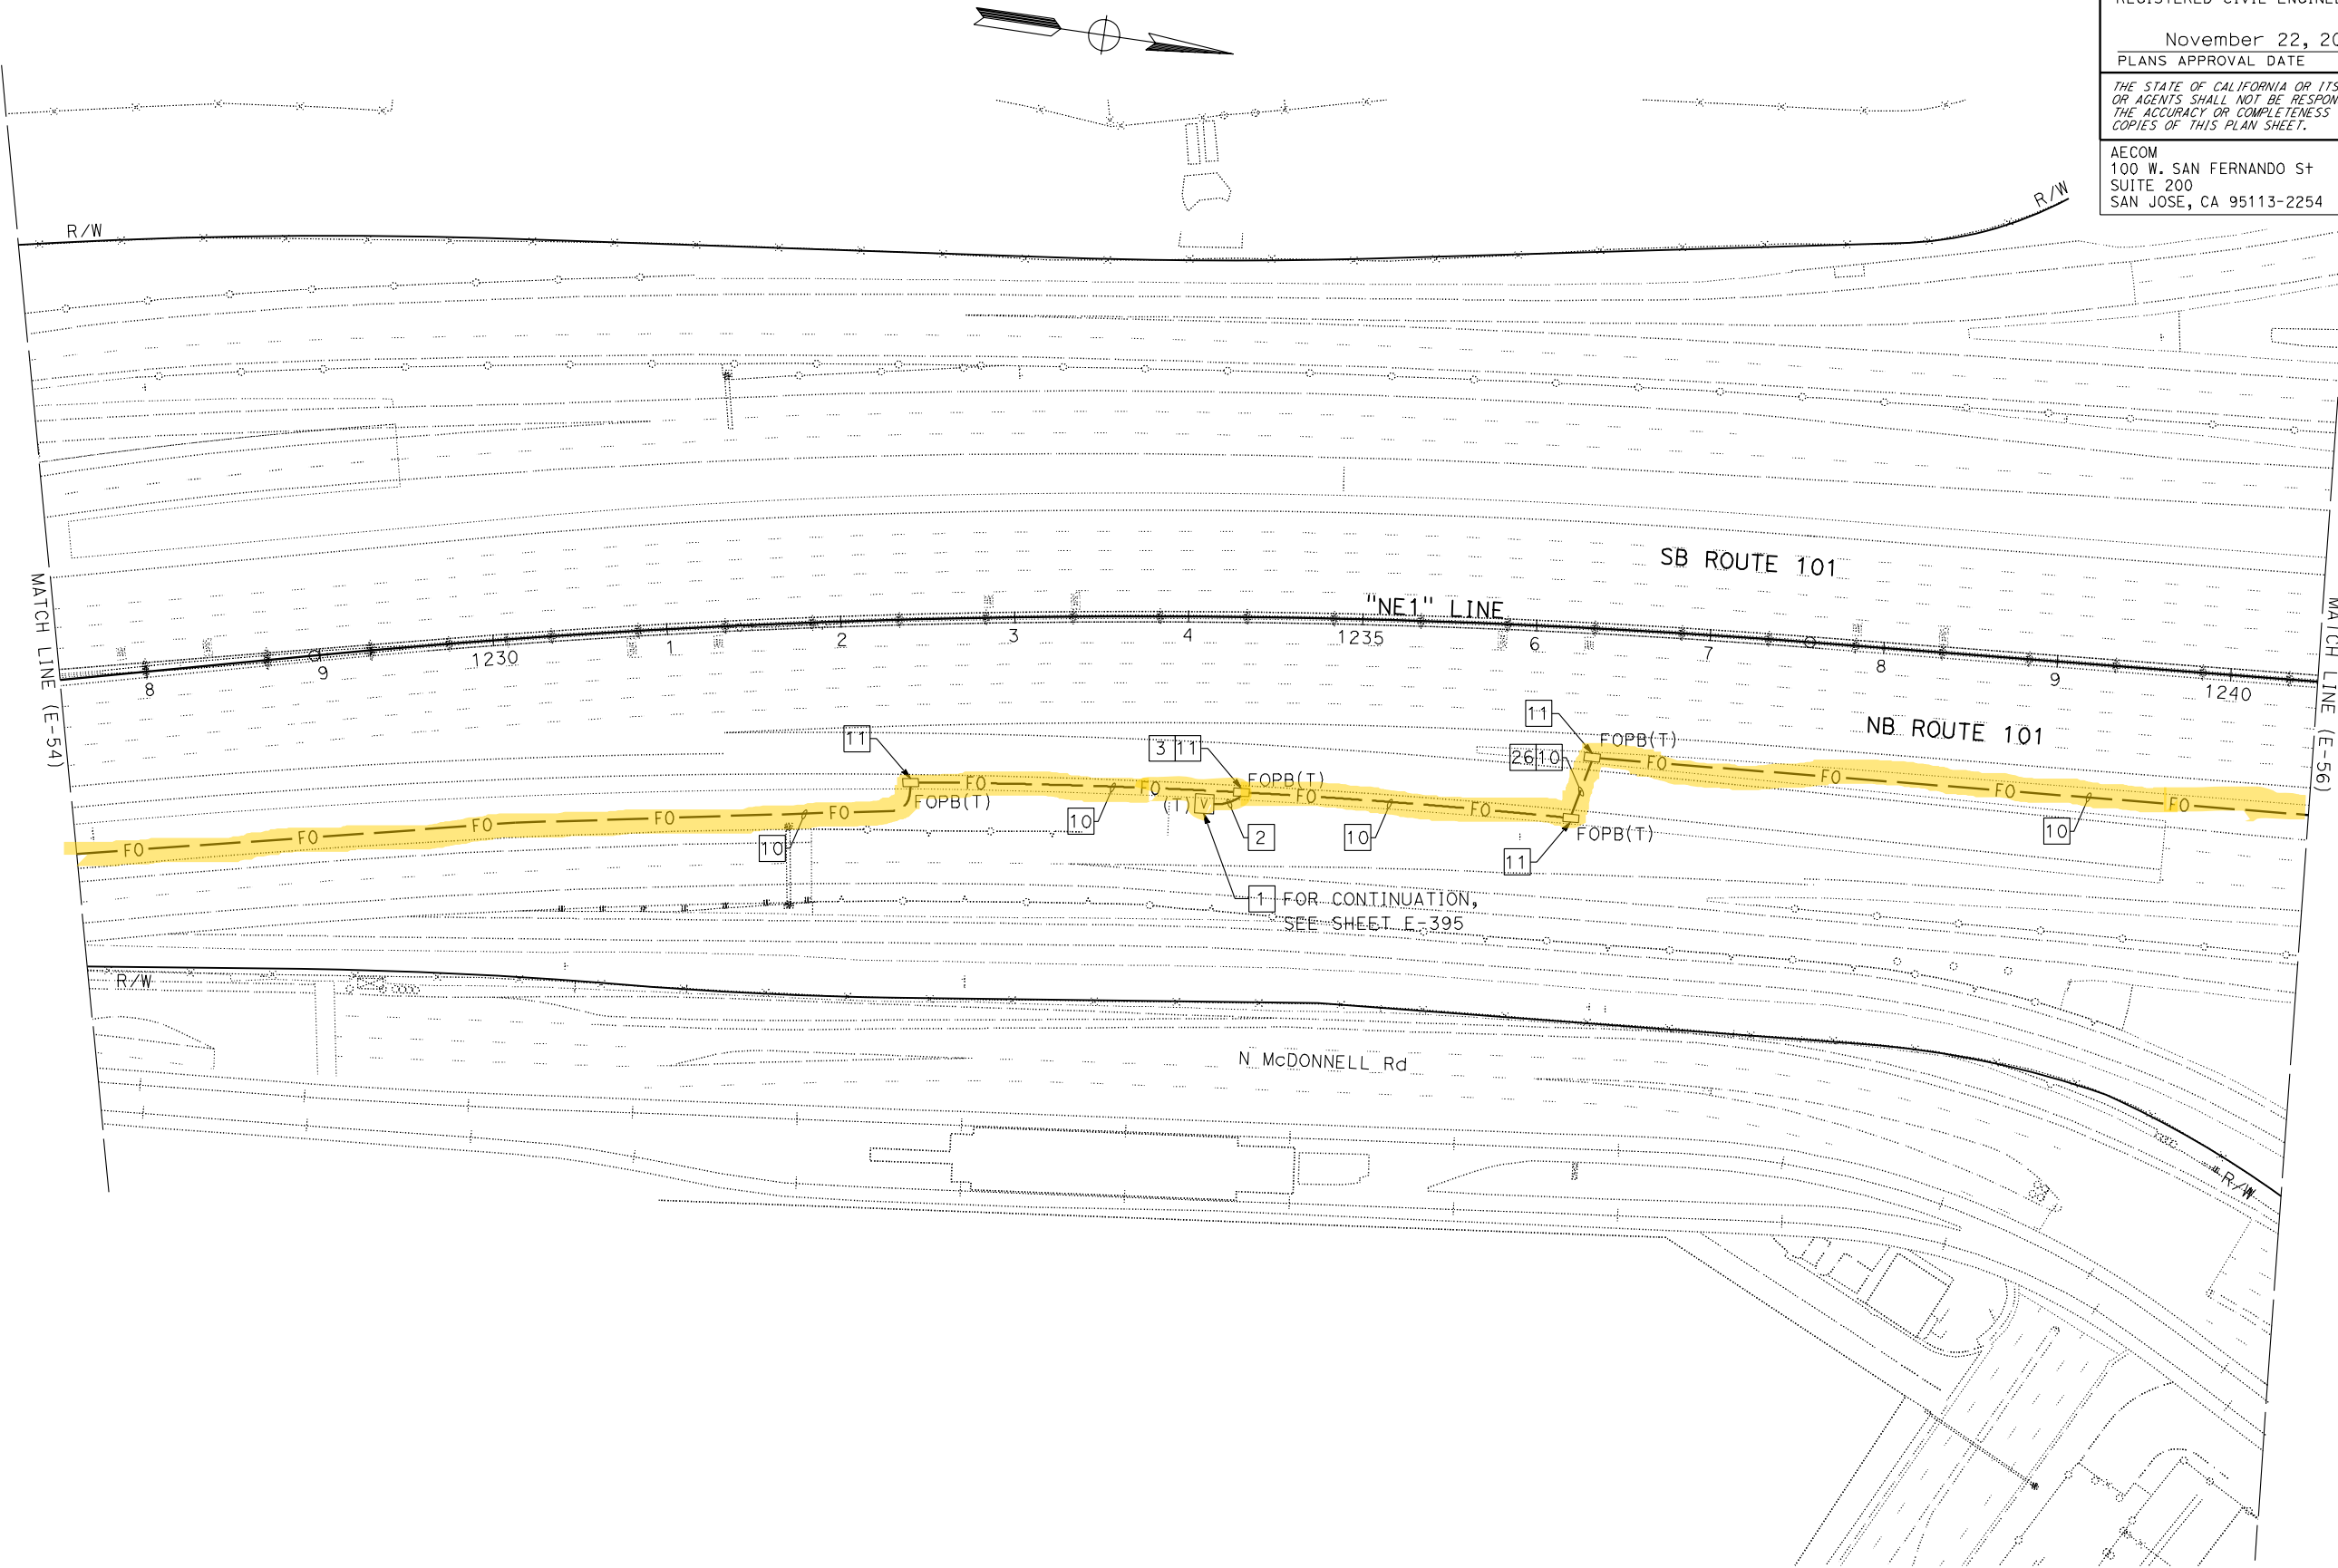 REGISTERED CIVIL ENGINE
November 22, 20
PLANS APPROVAL DATE
THE STATE OF CALIFORNIA OR ITS
OR AGENTS SHALL NOT BE RESPON
THE ACCURACY OR COMPLETENESS
COPIES OF THIS PLAN SHEET.
AECOM
100 W. SAN FERNANDO St
SUITE 200
SAN JOSE, CA 95113-2254
R/W
R/W
SB ROUTE 101
"NE1" LINE
MATCH LINE (E-54)
8
9
1230
1
2
3
4
1235
6
7
8
9
1240
MATCH LINE (E-56)
NB ROUTE 101
11
FOPB(T)
3 11
FOPB(T)
11
FOPB(T)
26 10
FOPB(T)
11
FO
FO
FO
FO
FO
FO
FO
(T)
V
FO
FO
FO
FO
FO
FO
10
10
2
10
10
1 FOR CONTINUATION,
SEE SHEET E-395
R/W
N McDONNELL Rd
R/W